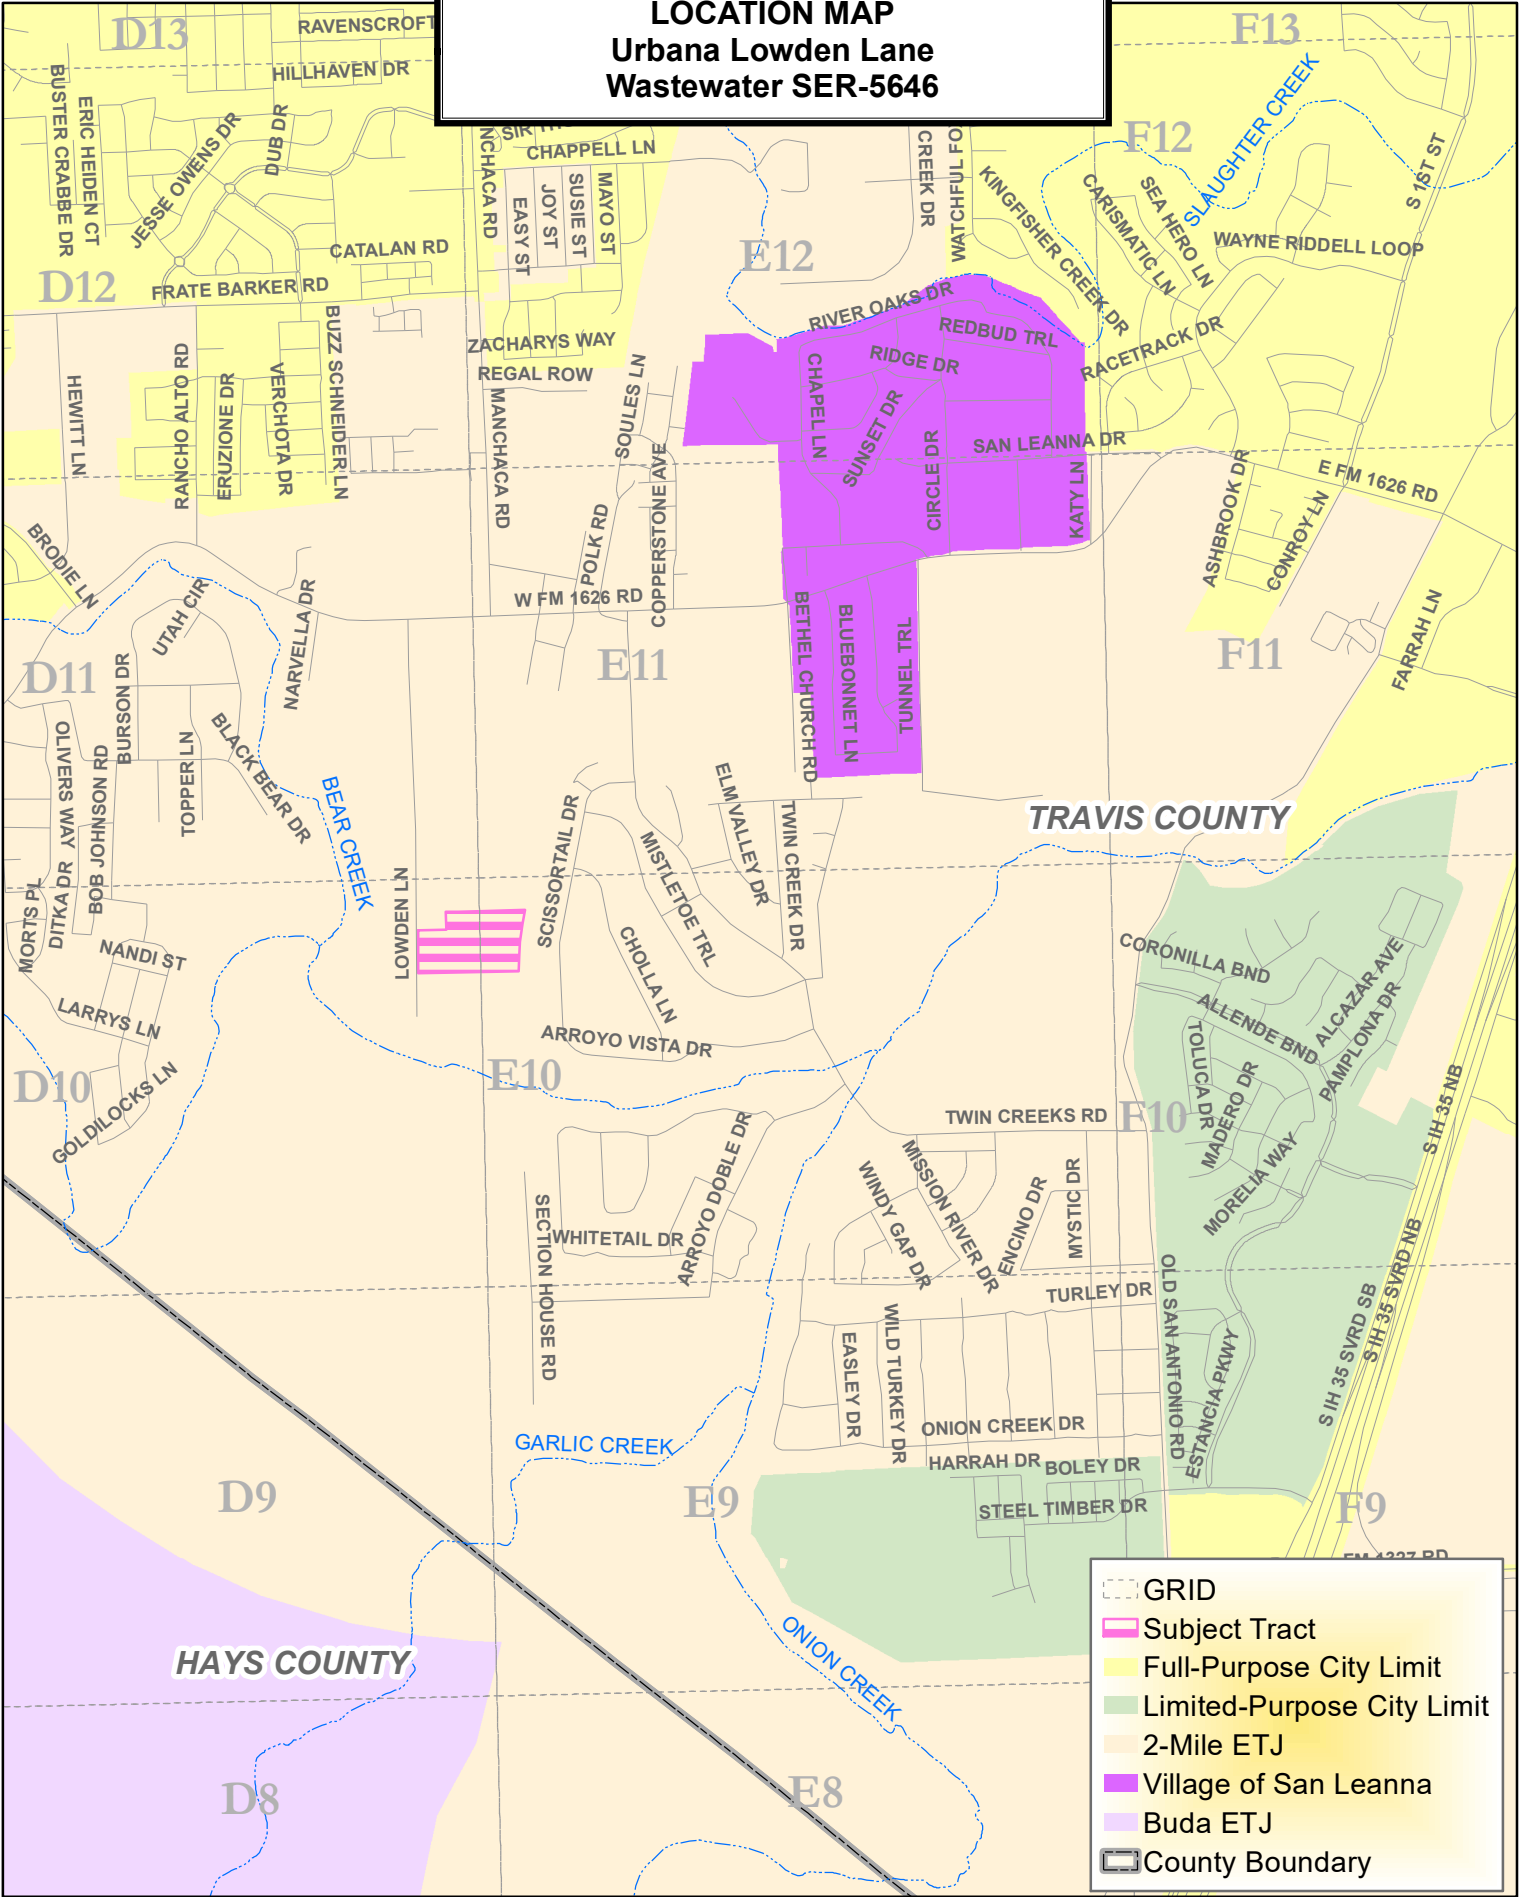 LOCATION MAP
Urbana Lowden Lane
Wastewater SER-5646
D13
RAVENSCROFT
F13
HILLHAVEN DR
BUSTER CRABBE DR
ERIC HEIDEN CT
JESSE OWENS DR
DUB DR
CHAPPELL LN
NCHACA RD
EASY ST
JOY ST
SUSIE ST
MAYO ST
CREEK DR
WATCHFUL FO
KINGFISHER CREEK DR
F12
CARISMATIC LN
SEA HERO LN
SLAUGHTER CREEK
S 1ST ST
WAYNE RIDDELL LOOP
CATALAN RD
E12
D12
FRATE BARKER RD
RIVER OAKS DR
REDBUD TRL
RIDGE DR
RACETRACK DR
ZACHARYS WAY
REGAL ROW
HEWITT LN
RANCHO ALTO RD
ERUZIONE DR
VERCHOTA DR
BUZZ SCHNEIDER LN
MANCHACA RD
SOULES LN
COPPERSTONE AVE
CHAPEL LN
SUNSET DR
CIRCLE DR
SAN LEANNA DR
KATY LN
ASHBROOK DR
E FM 1626 RD
CONROY LN
BRODIE LN
UTAH CIR
NARVELLA DR
POLK RD
W FM 1626 RD
BETHEL CHURCH RD
BLUEBONNET LN
TUNNEL TRL
FARRAH LN
F11
E11
D11
BURSON DR
OLIVERS WAY
BOB JOHNSON RD
TOPPER LN
BLACK BEAR DR
BEAR CREEK
DITKA DR
MORTS PL
LOWDEN LN
SCISSORTAIL DR
MISTLETOE TRL
ELM VALLEY DR
TWIN CREEK DR
CHOLLA LN
TRAVIS COUNTY
NANDI ST
LARRYS LN
GOLDILOCKS LN
ARROYO VISTA DR
CORONILLA BND
ALLENDE BND
ALCAZAR AVE
PAMPLONA DR
TOLUCA DR
MADERO DR
MORELIA WAY
D10
E10
F10
TWIN CREEKS RD
S IH 35 NB
ARROYO DOBLE DR
WHITETAIL DR
SECTION HOUSE RD
WINDY GAP DR
MISSION RIVER DR
ENCINO DR
MYSTIC DR
TURLEY DR
OLD SAN ANTONIO RD
ESTANCIA PKWY
S IH 35 SVRD SB
S IH 35 SVRD NB
EASLEY DR
WILD TURKEY DR
ONION CREEK DR
HARRAH DR
BOLEY DR
STEEL TIMBER DR
GARLIC CREEK
D9
E9
F9
FM 1327 RD
ONION CREEK
HAYS COUNTY
D8
E8
GRID
Subject Tract
Full-Purpose City Limit
Limited-Purpose City Limit
2-Mile ETJ
Village of San Leanna
Buda ETJ
County Boundary